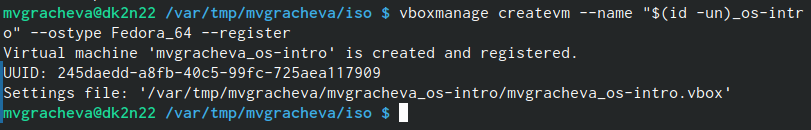 mvgracheva@dk2n22 /var/tmp/mvgracheva/iso $ vboxmanage createvm --name "$(id -un)_os-intr
o" --ostype Fedora_64 --register
Virtual machine 'mvgracheva_os-intro' is created and registered.
UUID: 245daedd-a8fb-40c5-99fc-725aea117909
Settings file: '/var/tmp/mvgracheva/mvgracheva_os-intro/mvgracheva_os-intro.vbox'
mvgracheva@dk2n22 /var/tmp/mvgracheva/iso $